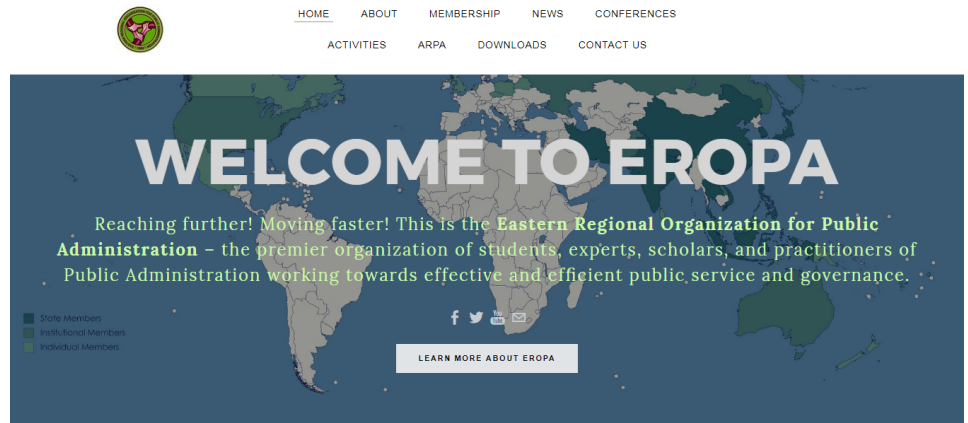 HOME ABOUT MEMBERSHIP NEWS CONFERENCES
ACTIVITIES ARPA DOWNLOADS CONTACT US
WELCOME TO EROPA
Reaching further! Moving faster! This is the Eastern Regional Organization for Public
Administration – the premier organization of students, experts, scholars, and practitioners of
Public Administration working towards effective and efficient public service and governance.
You
Tube
State Members
Institutional Members
Individual Members
LEARN MORE ABOUT EROPA